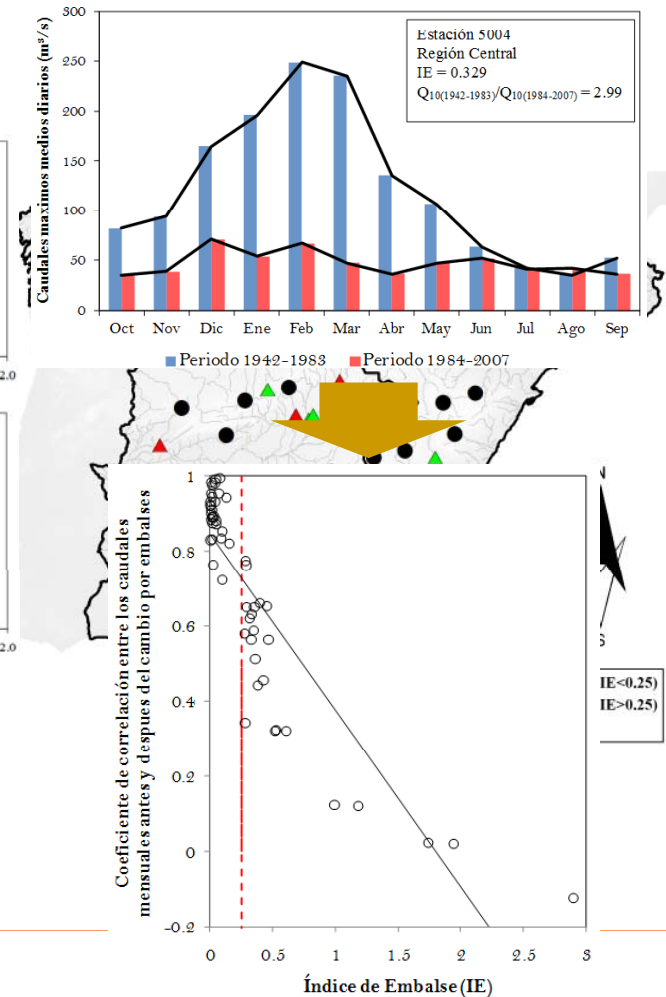 Caudales maximos medios diarios (m³/s)
300
250
200
150
100
50
0
Estación 5004
Región Central
IE = 0.329
Q10(1942-1983)/Q10(1984-2007) = 2.99
Oct Nov Dic Ene Feb Mar Abr May Jun Jul Ago Sep
Periodo 1942-1983 Periodo 1984-2007
2.0
2.0
N
S
IE<0.25)
IE>0.25)
Coeficiente de correlación entre los caudales
mensuales antes y despues del cambio por embalses
1
0.8
0.6
0.4
0.2
0
-0.2
0 0.5 1 1.5 2 2.5 3
Índice de Embalse (IE)